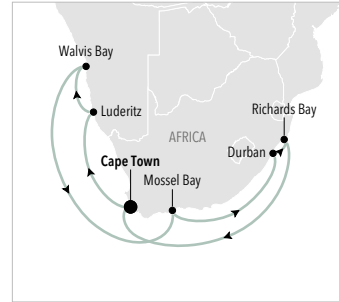 Walvis Bay
Luderitz
Richards Bay
AFRICA
Durban
Cape Town
Mossel Bay